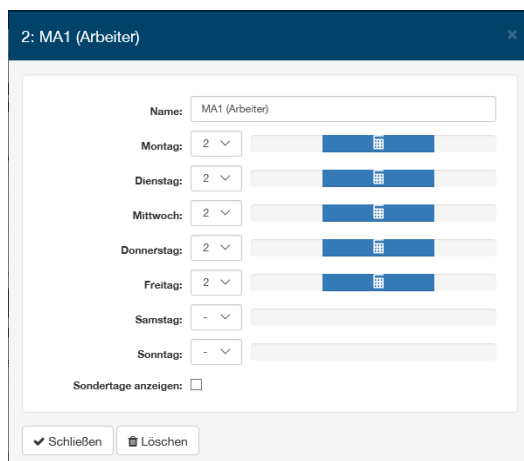 2: MA1 (Arbeiter)
Name: MA1 (Arbeiter)
Montag: 2
Dienstag: 2
Mittwoch: 2
Donnerstag: 2
Freitag: 2
Samstag: -
Sonntag: -
Sondertage anzeigen:
Schließen Löschen